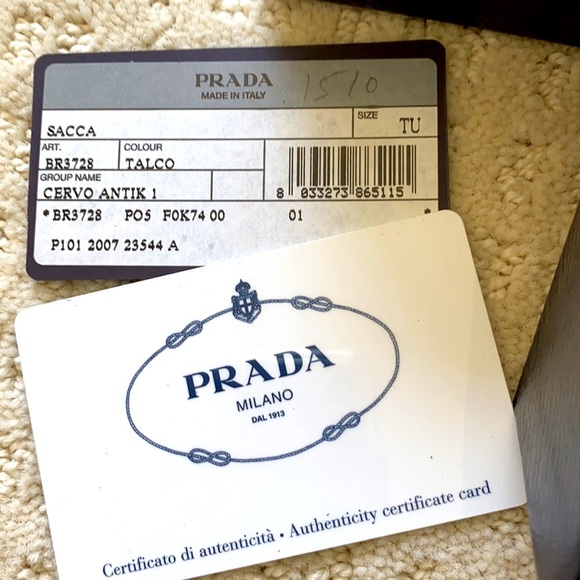 PRADA 1510
MADE IN ITALY
SIZE
SACCA TU
ART. COLOUR
BR3728 TALCO
GROUP NAME
CERVO ANTIK 1
8 033273 865115
*BR3728 PO5 F0K74 00 01 *
P101 2007 23544 A
PRADA
MILANO
DAL 1913
Certificato di autenticità • Authenticity certificate card